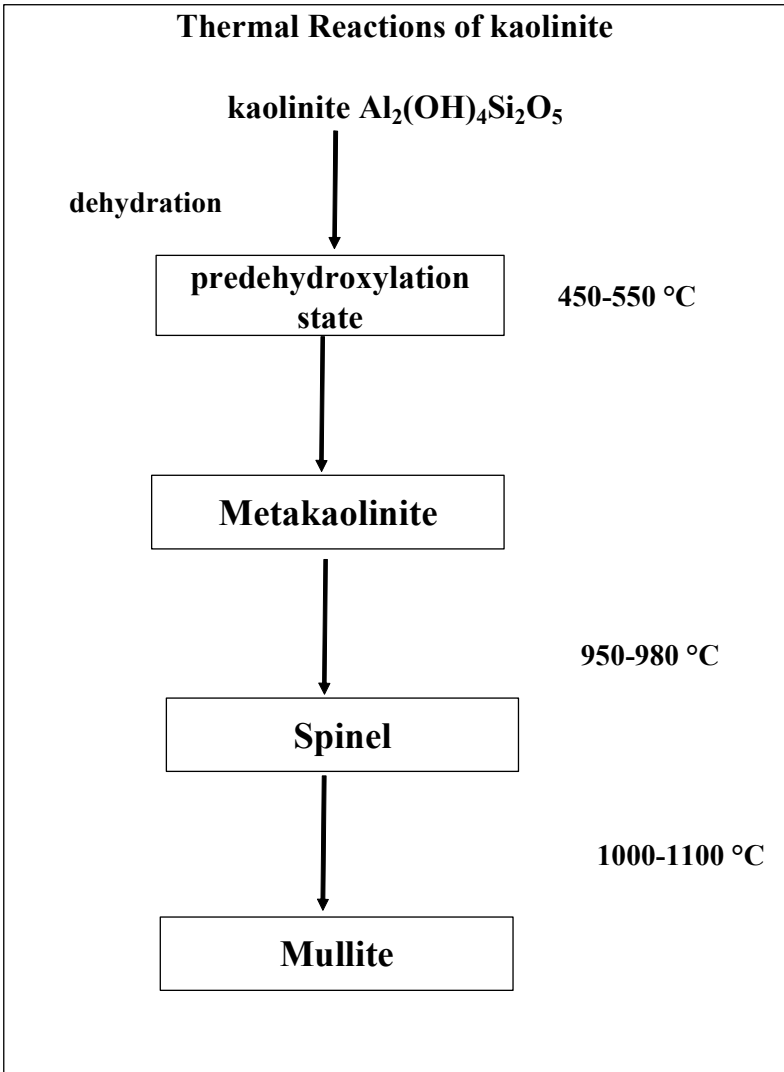 Thermal Reactions of kaolinite
kaolinite Al₂(OH)₄Si₂O₅
dehydration
predehydroxylation
state
450-550 °C
Metakaolinite
950-980 °C
Spinel
1000-1100 °C
Mullite